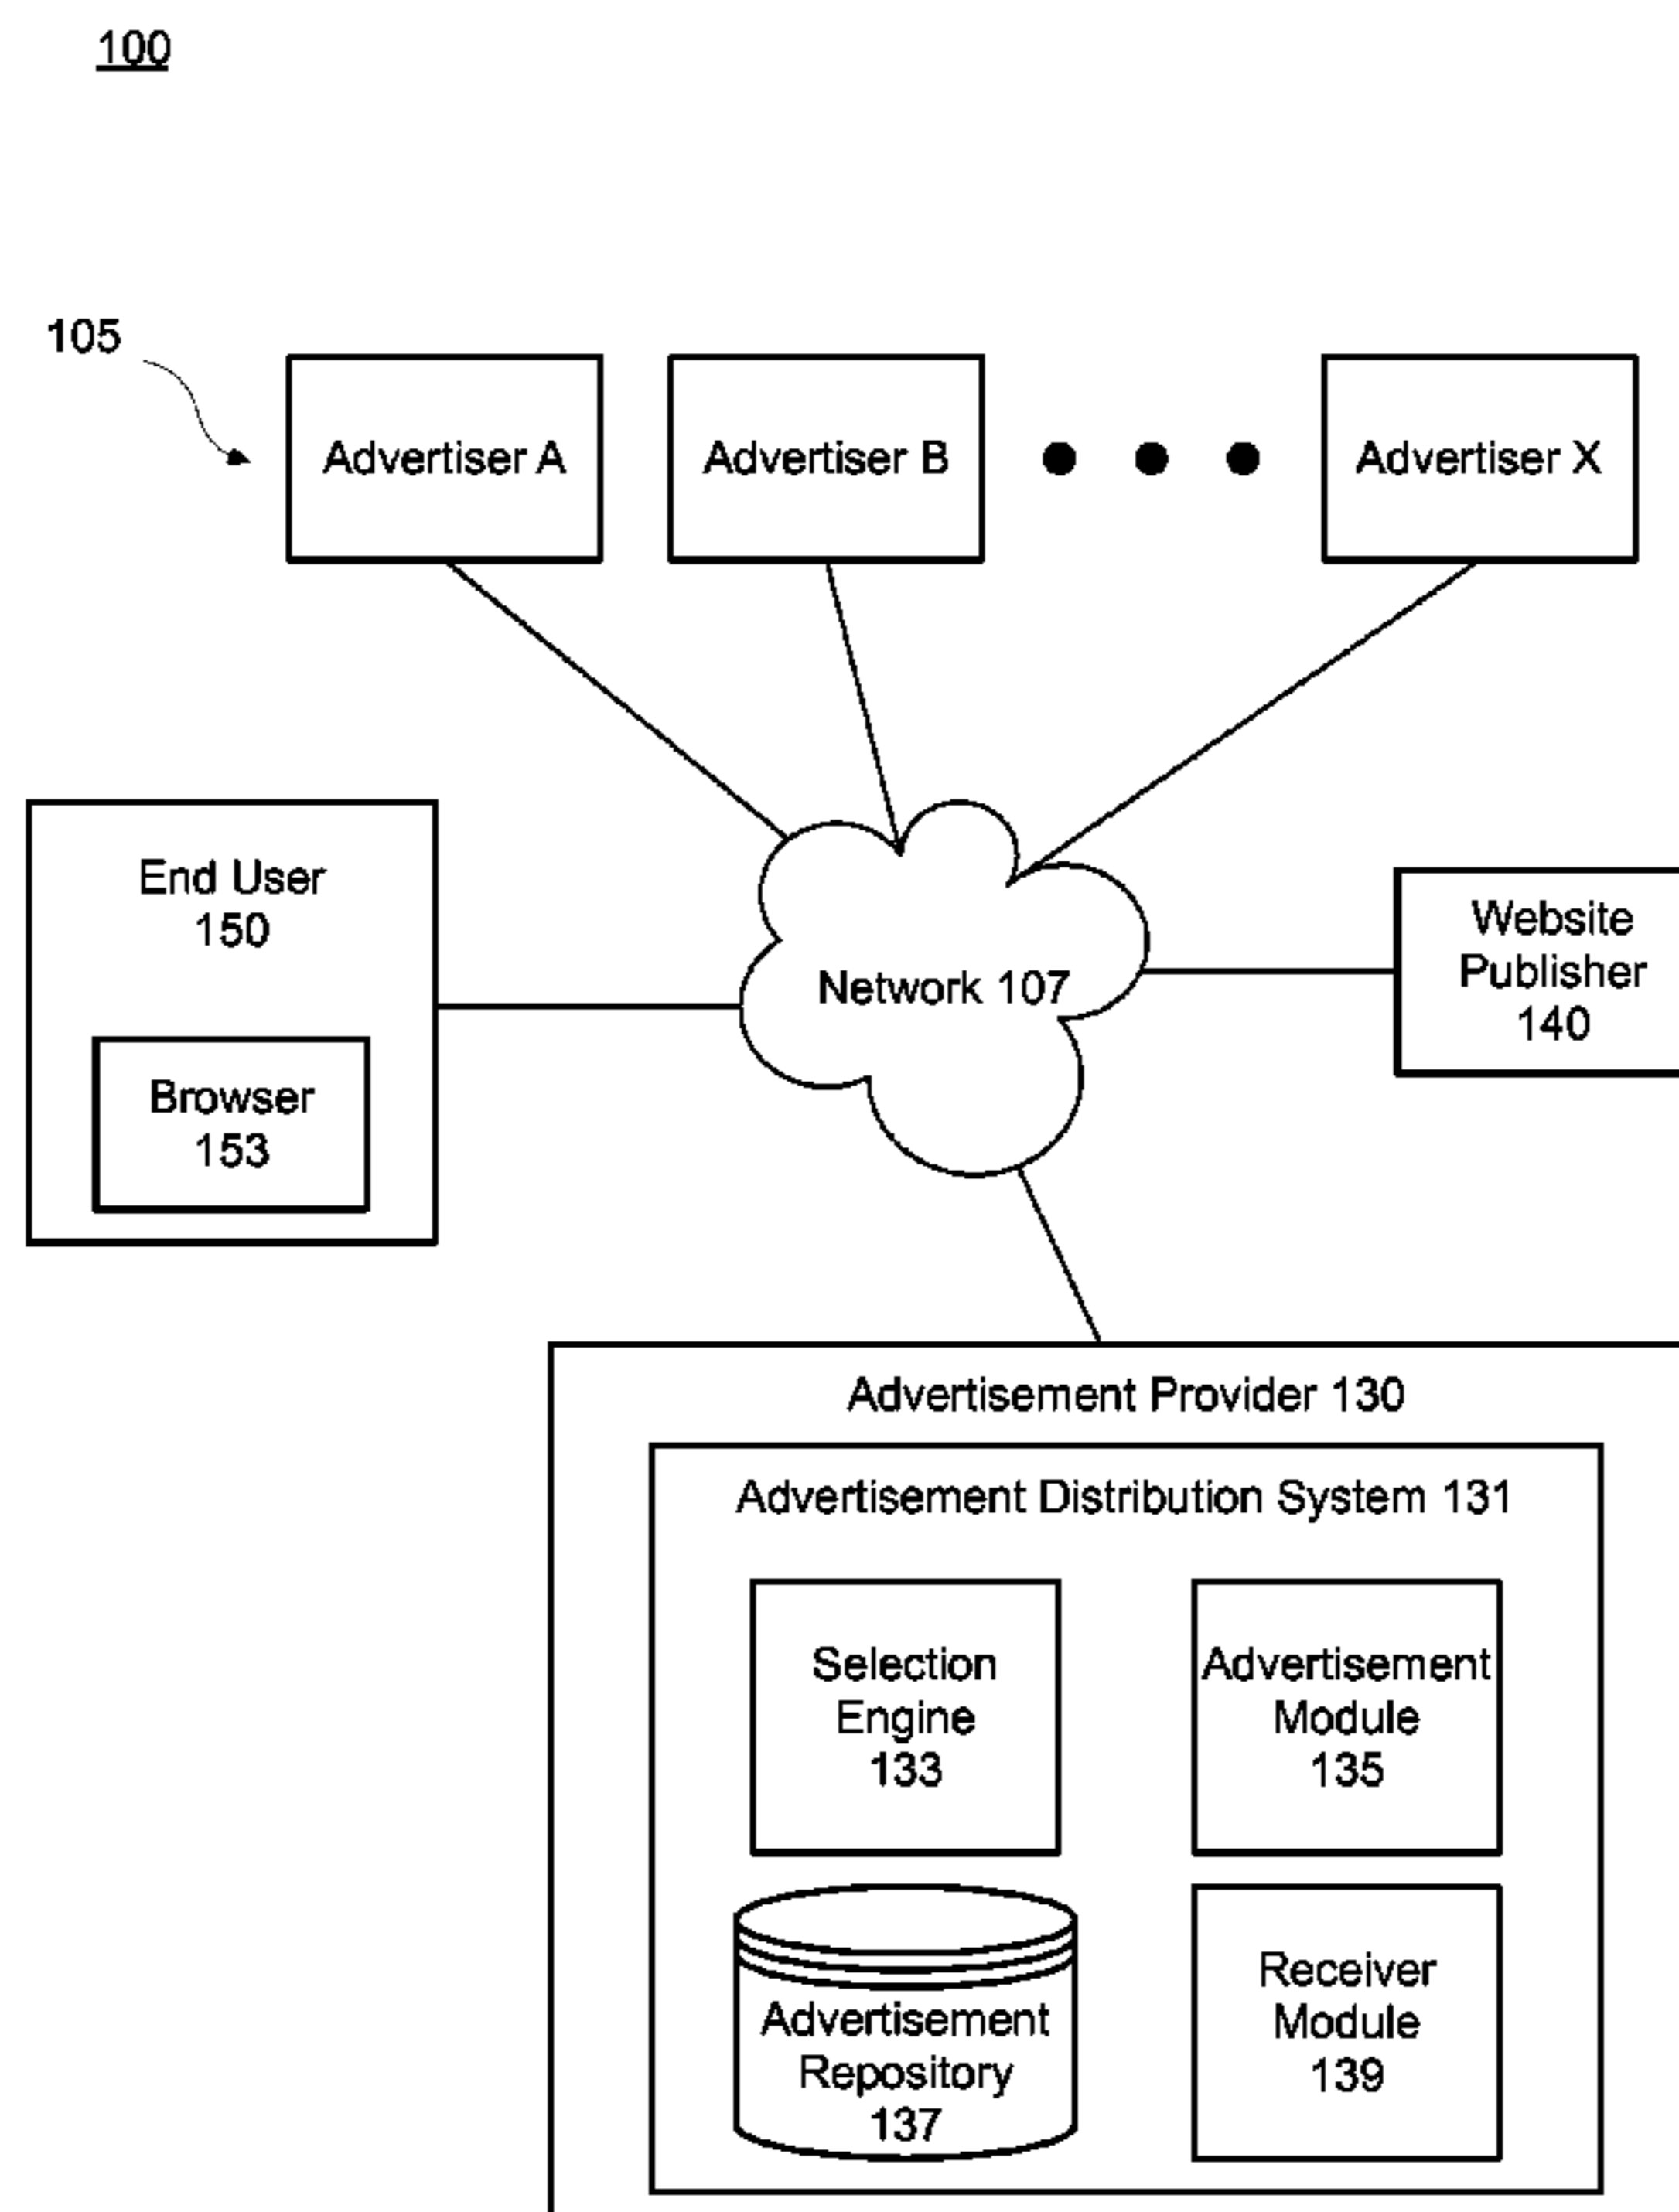 100
105
Advertiser A
Advertiser B
Advertiser X
End User
150
Browser
153
Network 107
Website
Publisher
140
Advertisement Provider 130
Advertisement Distribution System 131
Selection
Engine
133
Advertisement
Module
135
Advertisement
Repository
137
Receiver
Module
139